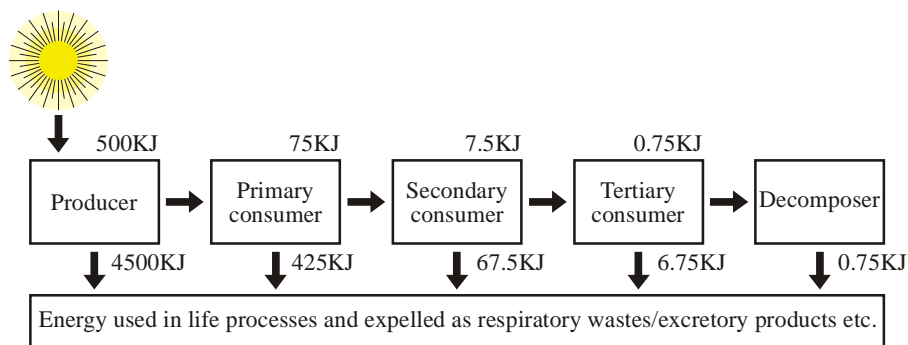 500KJ 75KJ 7.5KJ 0.75KJ
Producer
Primary
consumer
Secondary
consumer
Tertiary
consumer
Decomposer
4500KJ 425KJ 67.5KJ 6.75KJ 0.75KJ
Energy used in life processes and expelled as respiratory wastes/excretory products etc.